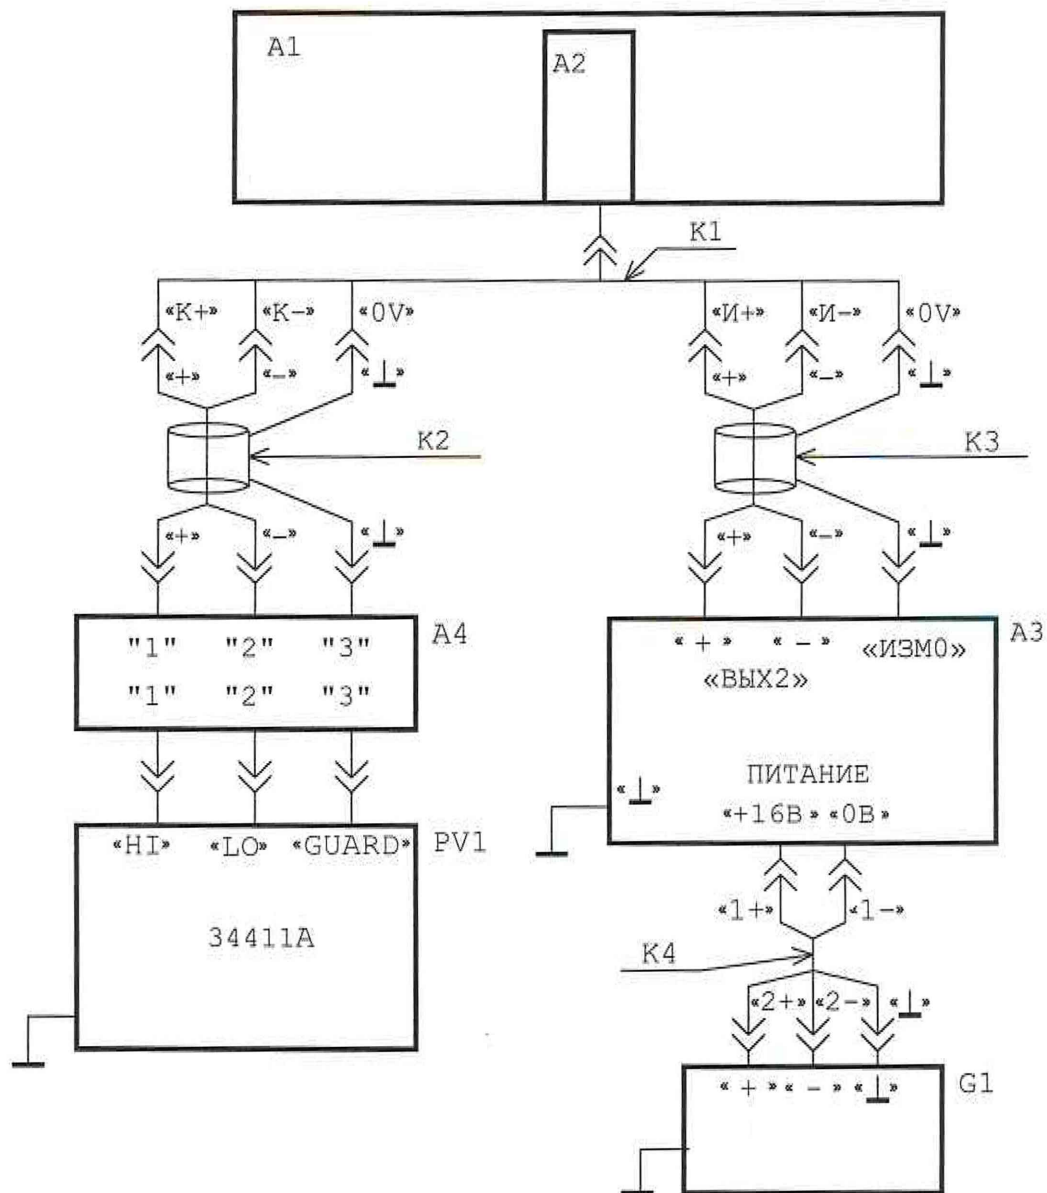 A1
A2
K1
«К+» «К-» «0V» «И+» «И-» «0V»
«+» «-» «⊥» «+» «-» «⊥»
K2 K3
«+» «-» «⊥» «+» «-» «⊥»
"1" "2" "3" A4
"1" "2" "3"
« + » « - » «ИЗМ0» A3
«ВЫХ2»
ПИТАНИЕ
«⊥» «+16В» «0В»
«HI» «LO» «GUARD» PV1
34411A
«1+» «1-»
K4
«2+» «2-» «⊥»
« + » « - » «⊥» G1